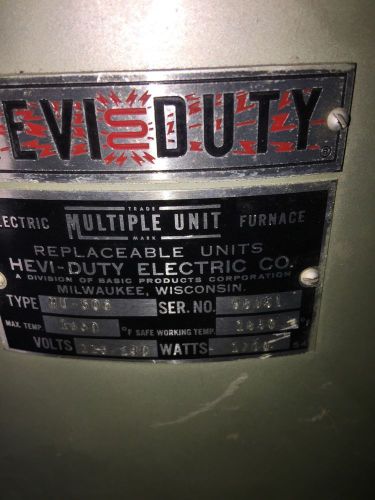 EVI DUTY
ELECTRIC MULTIPLE UNIT FURNACE
TRADE
MARK
REPLACEABLE UNITS
HEVI-DUTY ELECTRIC CO.
A DIVISION OF BASIC PRODUCTS CORPORATION
MILWAUKEE, WISCONSIN.
TYPE SER. NO.
MAX. TEMP. °F SAFE WORKING TEMP. °F
VOLTS WATTS